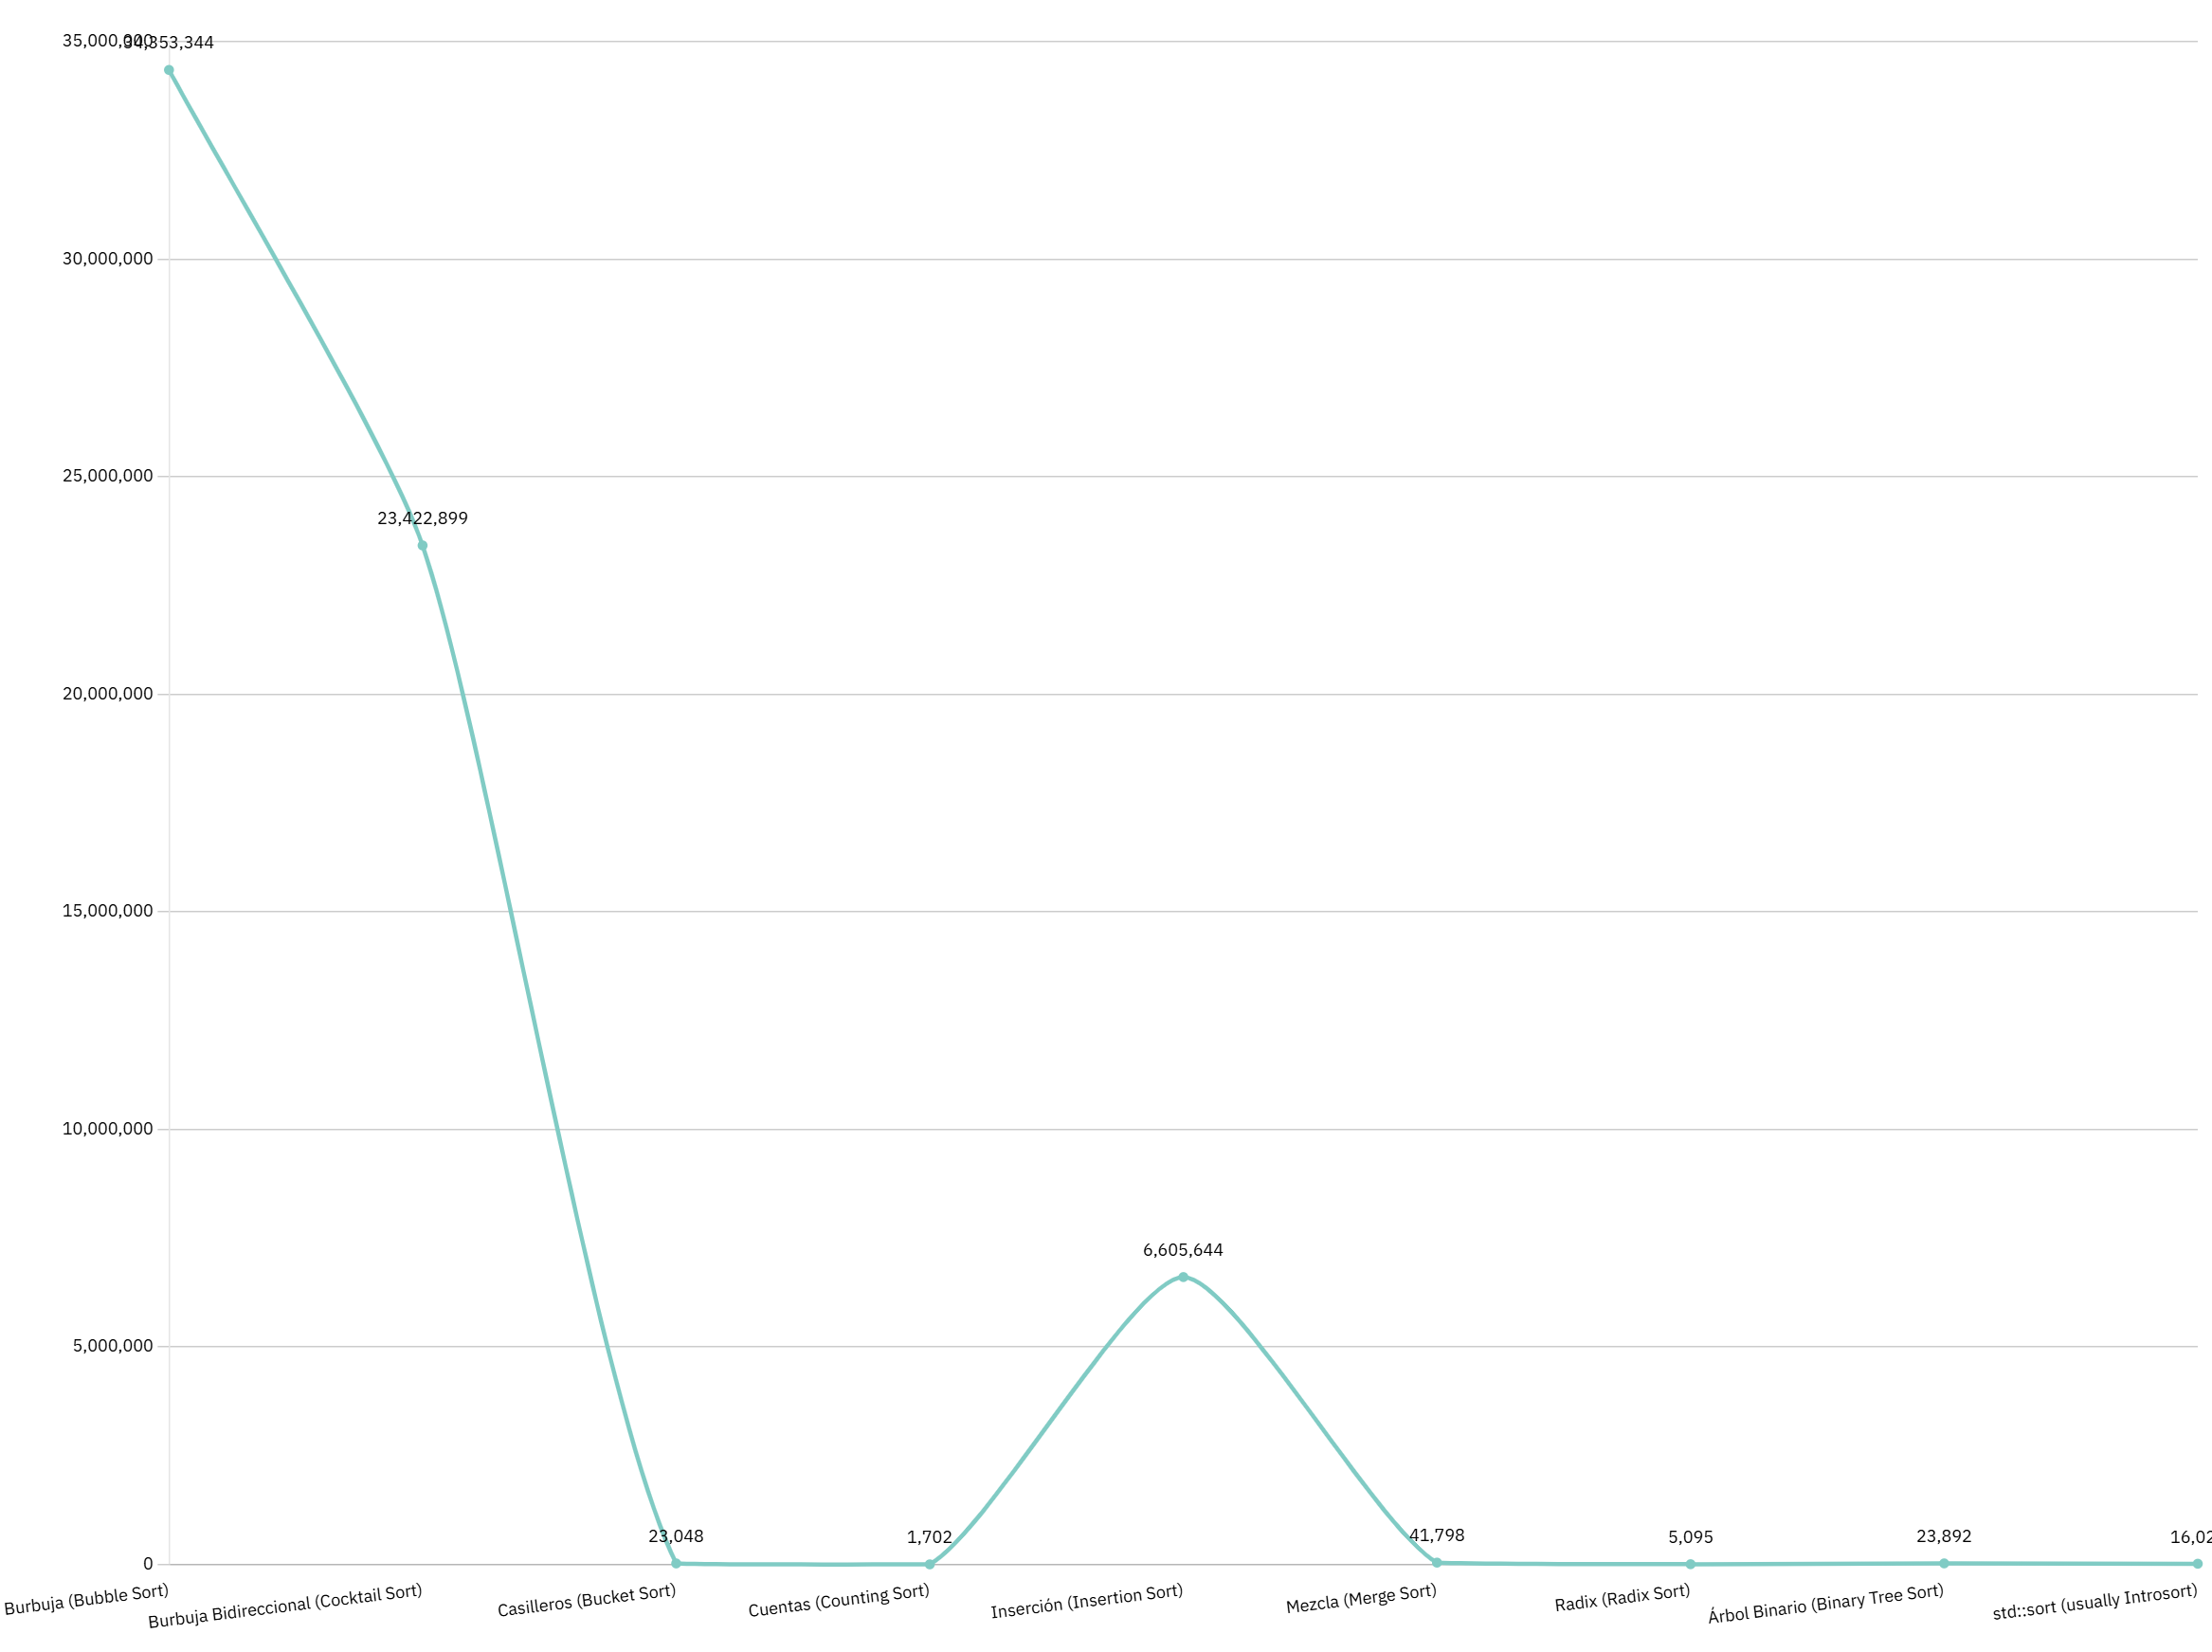 35,000,000
34,353,344
30,000,000
25,000,000
23,422,899
20,000,000
15,000,000
10,000,000
6,605,644
5,000,000
23,048
1,702
41,798
5,095
23,892
16,02
0
Burbuja (Bubble Sort)
Burbuja Bidireccional (Cocktail Sort)
Casilleros (Bucket Sort)
Cuentas (Counting Sort)
Inserción (Insertion Sort)
Mezcla (Merge Sort)
Radix (Radix Sort)
Árbol Binario (Binary Tree Sort)
std::sort (usually Introsort)